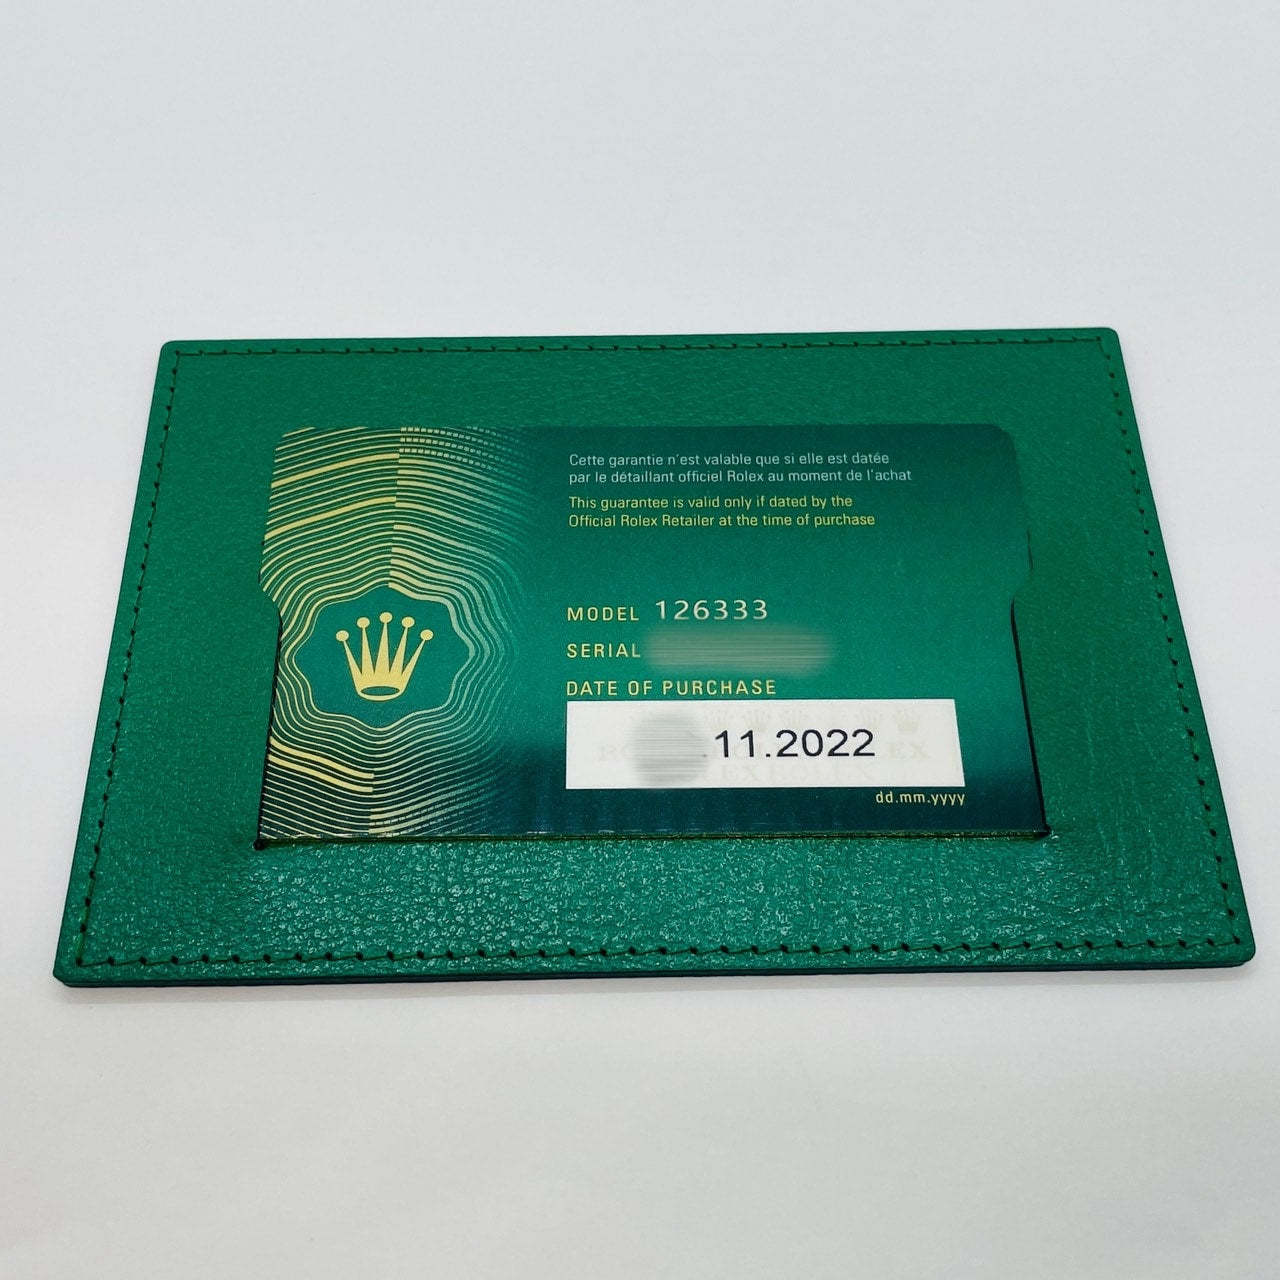 Cette garantie n'est valable que si elle est datée
par le détaillant officiel Rolex au moment de l'achat
This guarantee is valid only if dated by the
Official Rolex Retailer at the time of purchase
MODEL 126333
SERIAL
DATE OF PURCHASE
.11.2022
dd.mm.yyyy